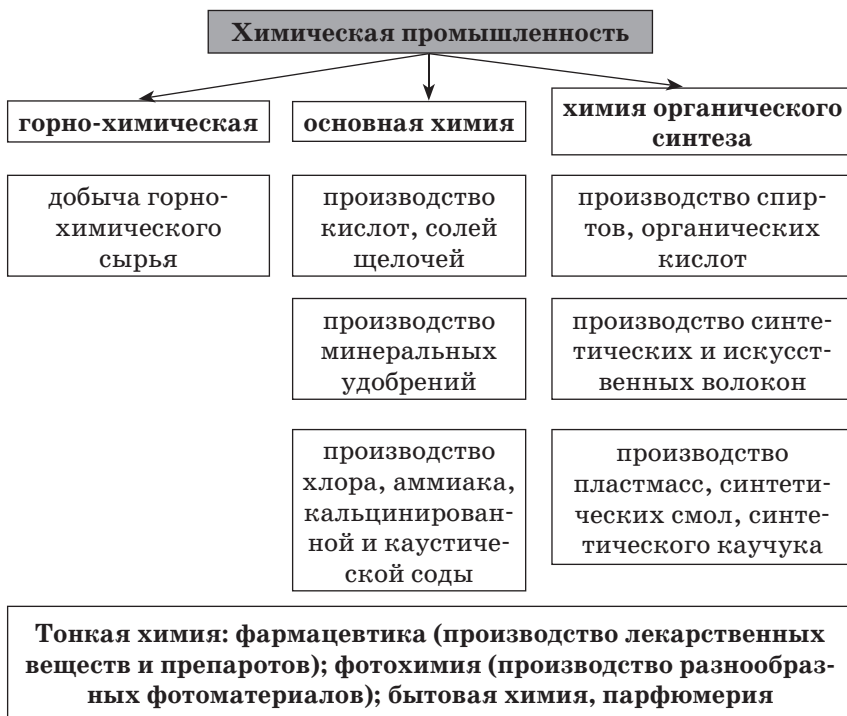 Химическая промышленность
горно-химическая
основная химия
химия органического
синтеза
добыча горно-
химического
сырья
производство
кислот, солей
щелочей
производство спир-
тов, органических
кислот
производство
минеральных
удобрений
производство синте-
тических и искусст-
венных волокон
производство
хлора, аммиака,
кальцинирован-
ной и каустиче-
ской соды
производство
пластмасс, синтети-
ческих смол, синте-
тического каучука
Тонкая химия: фармацевтика (производство лекарственных
веществ и препаротов); фотохимия (производство разнообраз-
ных фотоматериалов); бытовая химия, парфюмерия